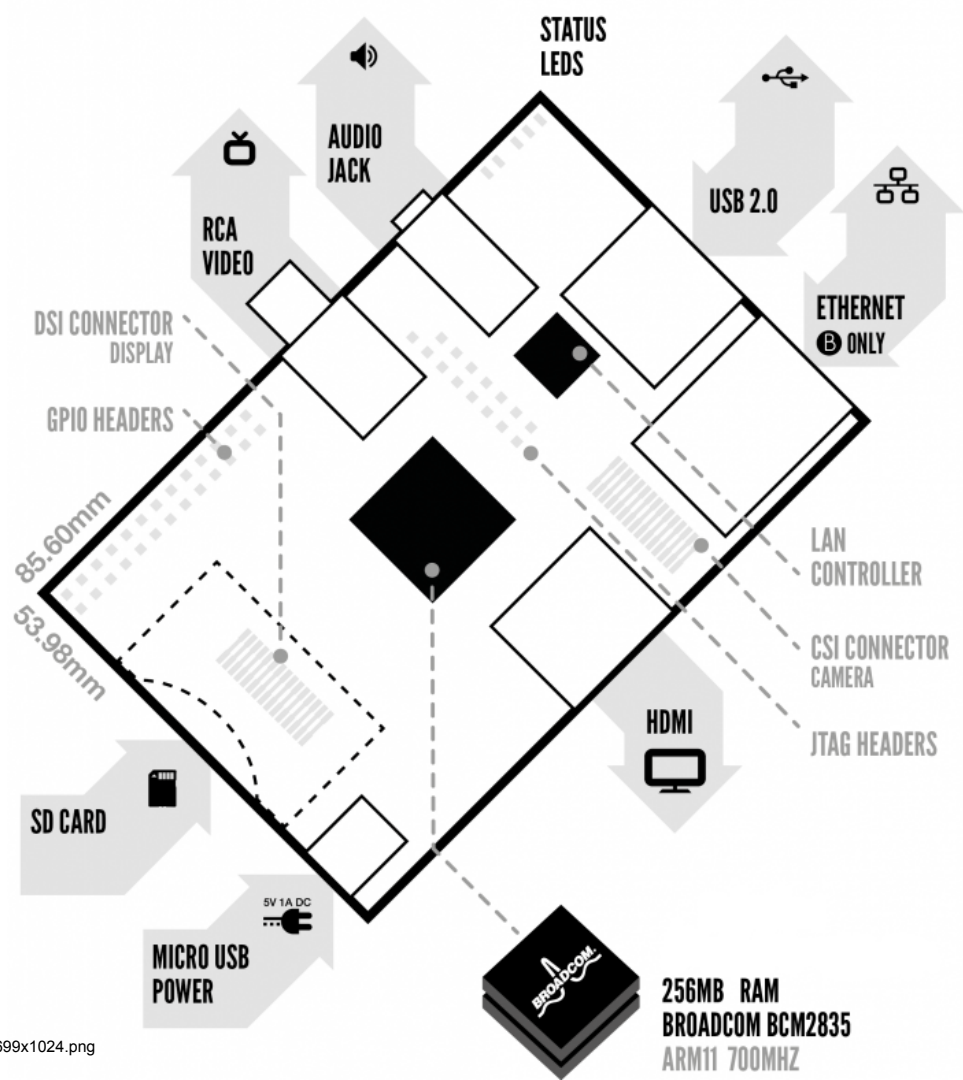 STATUS
LEDS
AUDIO
JACK
USB 2.0
RCA
VIDEO
ETHERNET
B ONLY
DSI CONNECTOR
DISPLAY
GPIO HEADERS
85.60mm
53.98mm
LAN
CONTROLLER
CSI CONNECTOR
CAMERA
JTAG HEADERS
HDMI
SD CARD
5V 1A DC
MICRO USB
POWER
BROADCOM.
256MB RAM
BROADCOM BCM2835
ARM11 700MHZ
699x1024.png